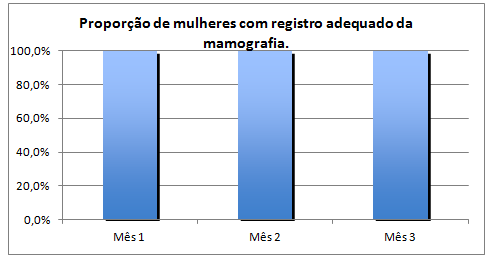 Proporção de mulheres com registro adequado da
mamografia.
100,0%
80,0%
60,0%
40,0%
20,0%
0,0%
Mês 1
Mês 2
Mês 3